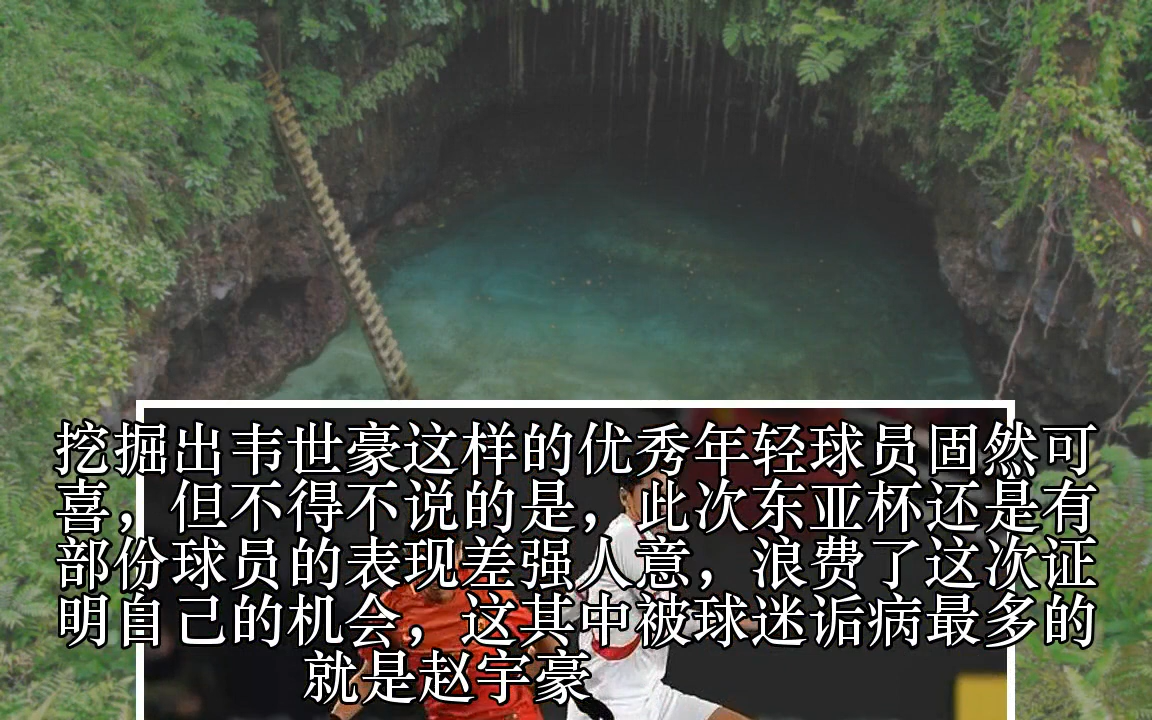 挖掘出韦世豪这样的优秀年轻球员固然可
喜，但不得不说的是，此次东亚杯还是有
部份球员的表现差强人意，浪费了这次证
明自己的机会，这其中被球迷诟病最多的
就是赵宇豪